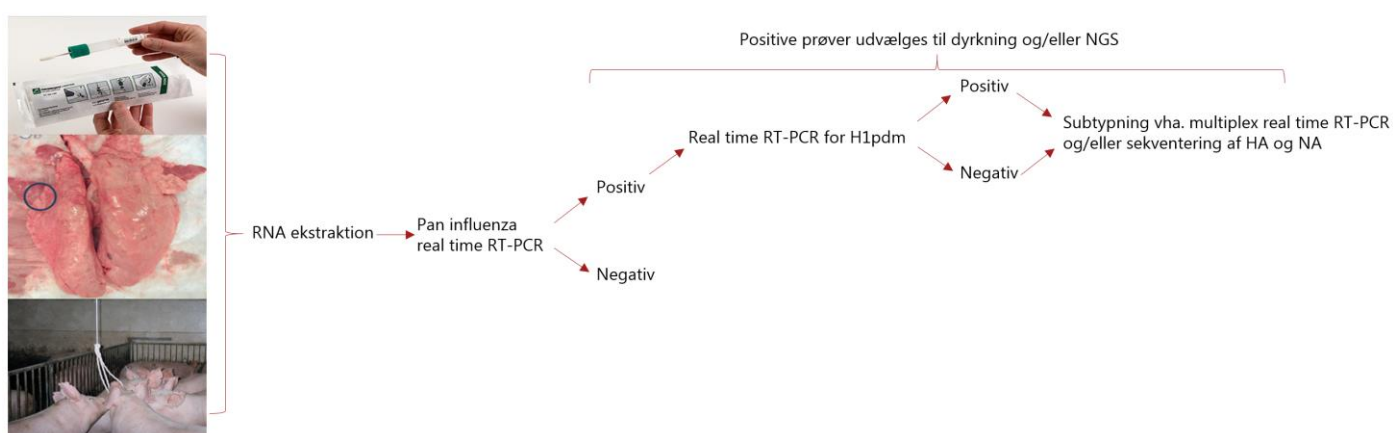 Positive prøver udvælges til dyrkning og/eller NGS
Positiv
Real time RT-PCR for H1pdm
Subtypning vha. multiplex real time RT-PCR
og/eller sekventering af HA og NA
Negativ
Positiv
RNA ekstraktion
Pan influenza
real time RT-PCR
Negativ